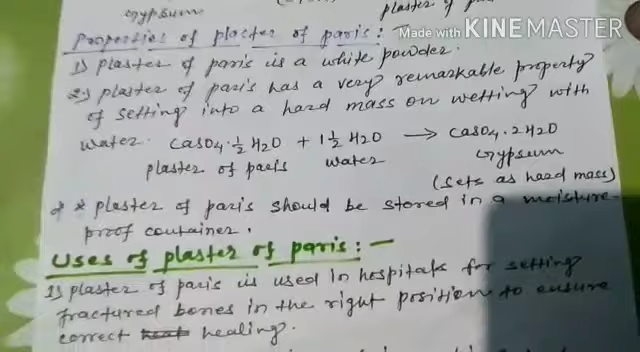 Gypsum
plaster of
Made with KINEMASTER
Properties of plaster of paris : -
1) plaster of paris is a white powder.
2) plaster of paris has a very remarkable property
of setting into a hard mass on wetting with
water. CaSO4.½H2O + 1½H2O → CaSO4.2H2O
plaster of paris water Gypsum
(sets as hard mass)
* * plaster of paris should be stored in a moisture-
proof container.
Uses of plaster of paris : -
1) plaster of paris is used in hospitals for setting
fractured bones in the right position to ensure
correct healing.